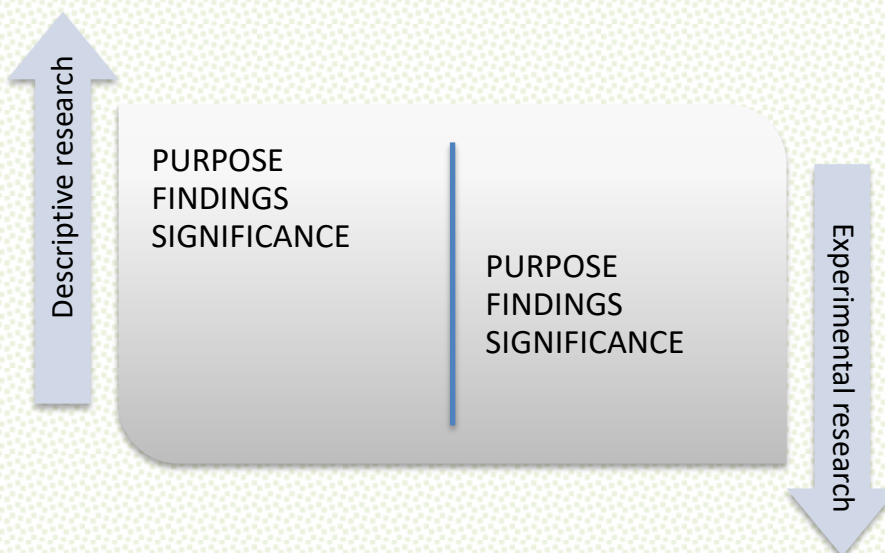 Descriptive research
PURPOSE
FINDINGS
SIGNIFICANCE
PURPOSE
FINDINGS
SIGNIFICANCE
Experimental research